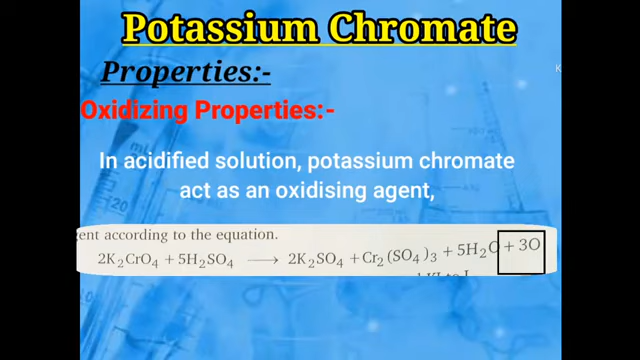 Potassium Chromate
Properties:-
K
Oxidizing Properties:-
In acidified solution, potassium chromate
act as an oxidising agent,
gent according to the equation.
2K₂CrO₄ + 5H₂SO₄ ⟶ 2K₂SO₄ + Cr₂(SO₄)₃ + 5H₂O + 3O